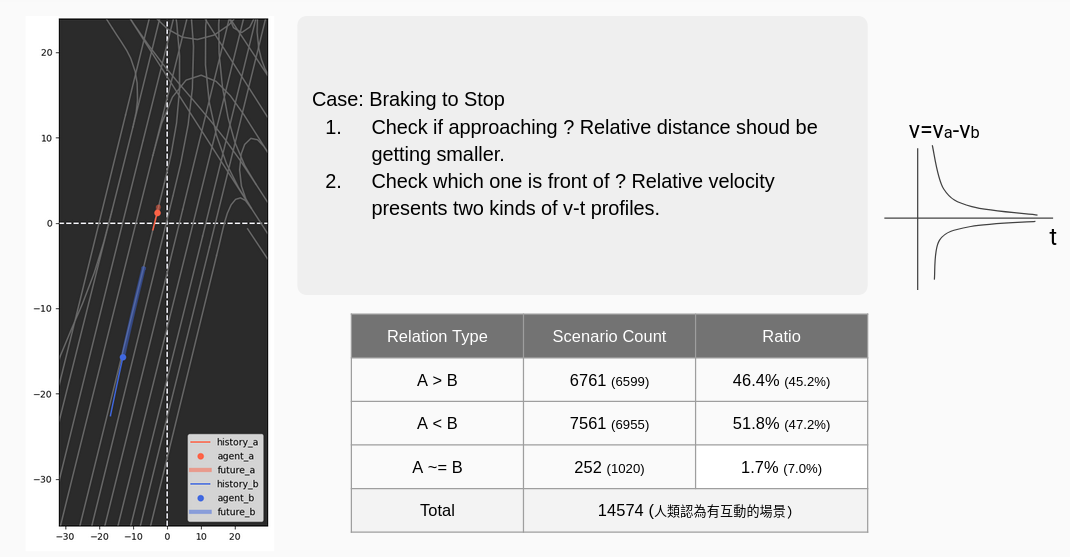 20
10
0
−10
−20
−30
−30
−20
−10
0
10
20
history_a
agent_a
future_a
history_b
agent_b
future_b
Case: Braking to Stop
1. Check if approaching ? Relative distance shoud be
getting smaller.
2. Check which one is front of ? Relative velocity
presents two kinds of v-t profiles.
v=va-vb
t
Relation Type Scenario Count Ratio
A > B 6761 (6599) 46.4% (45.2%)
A < B 7561 (6955) 51.8% (47.2%)
A ~= B 252 (1020) 1.7% (7.0%)
Total 14574 (人類認為有互動的場景)